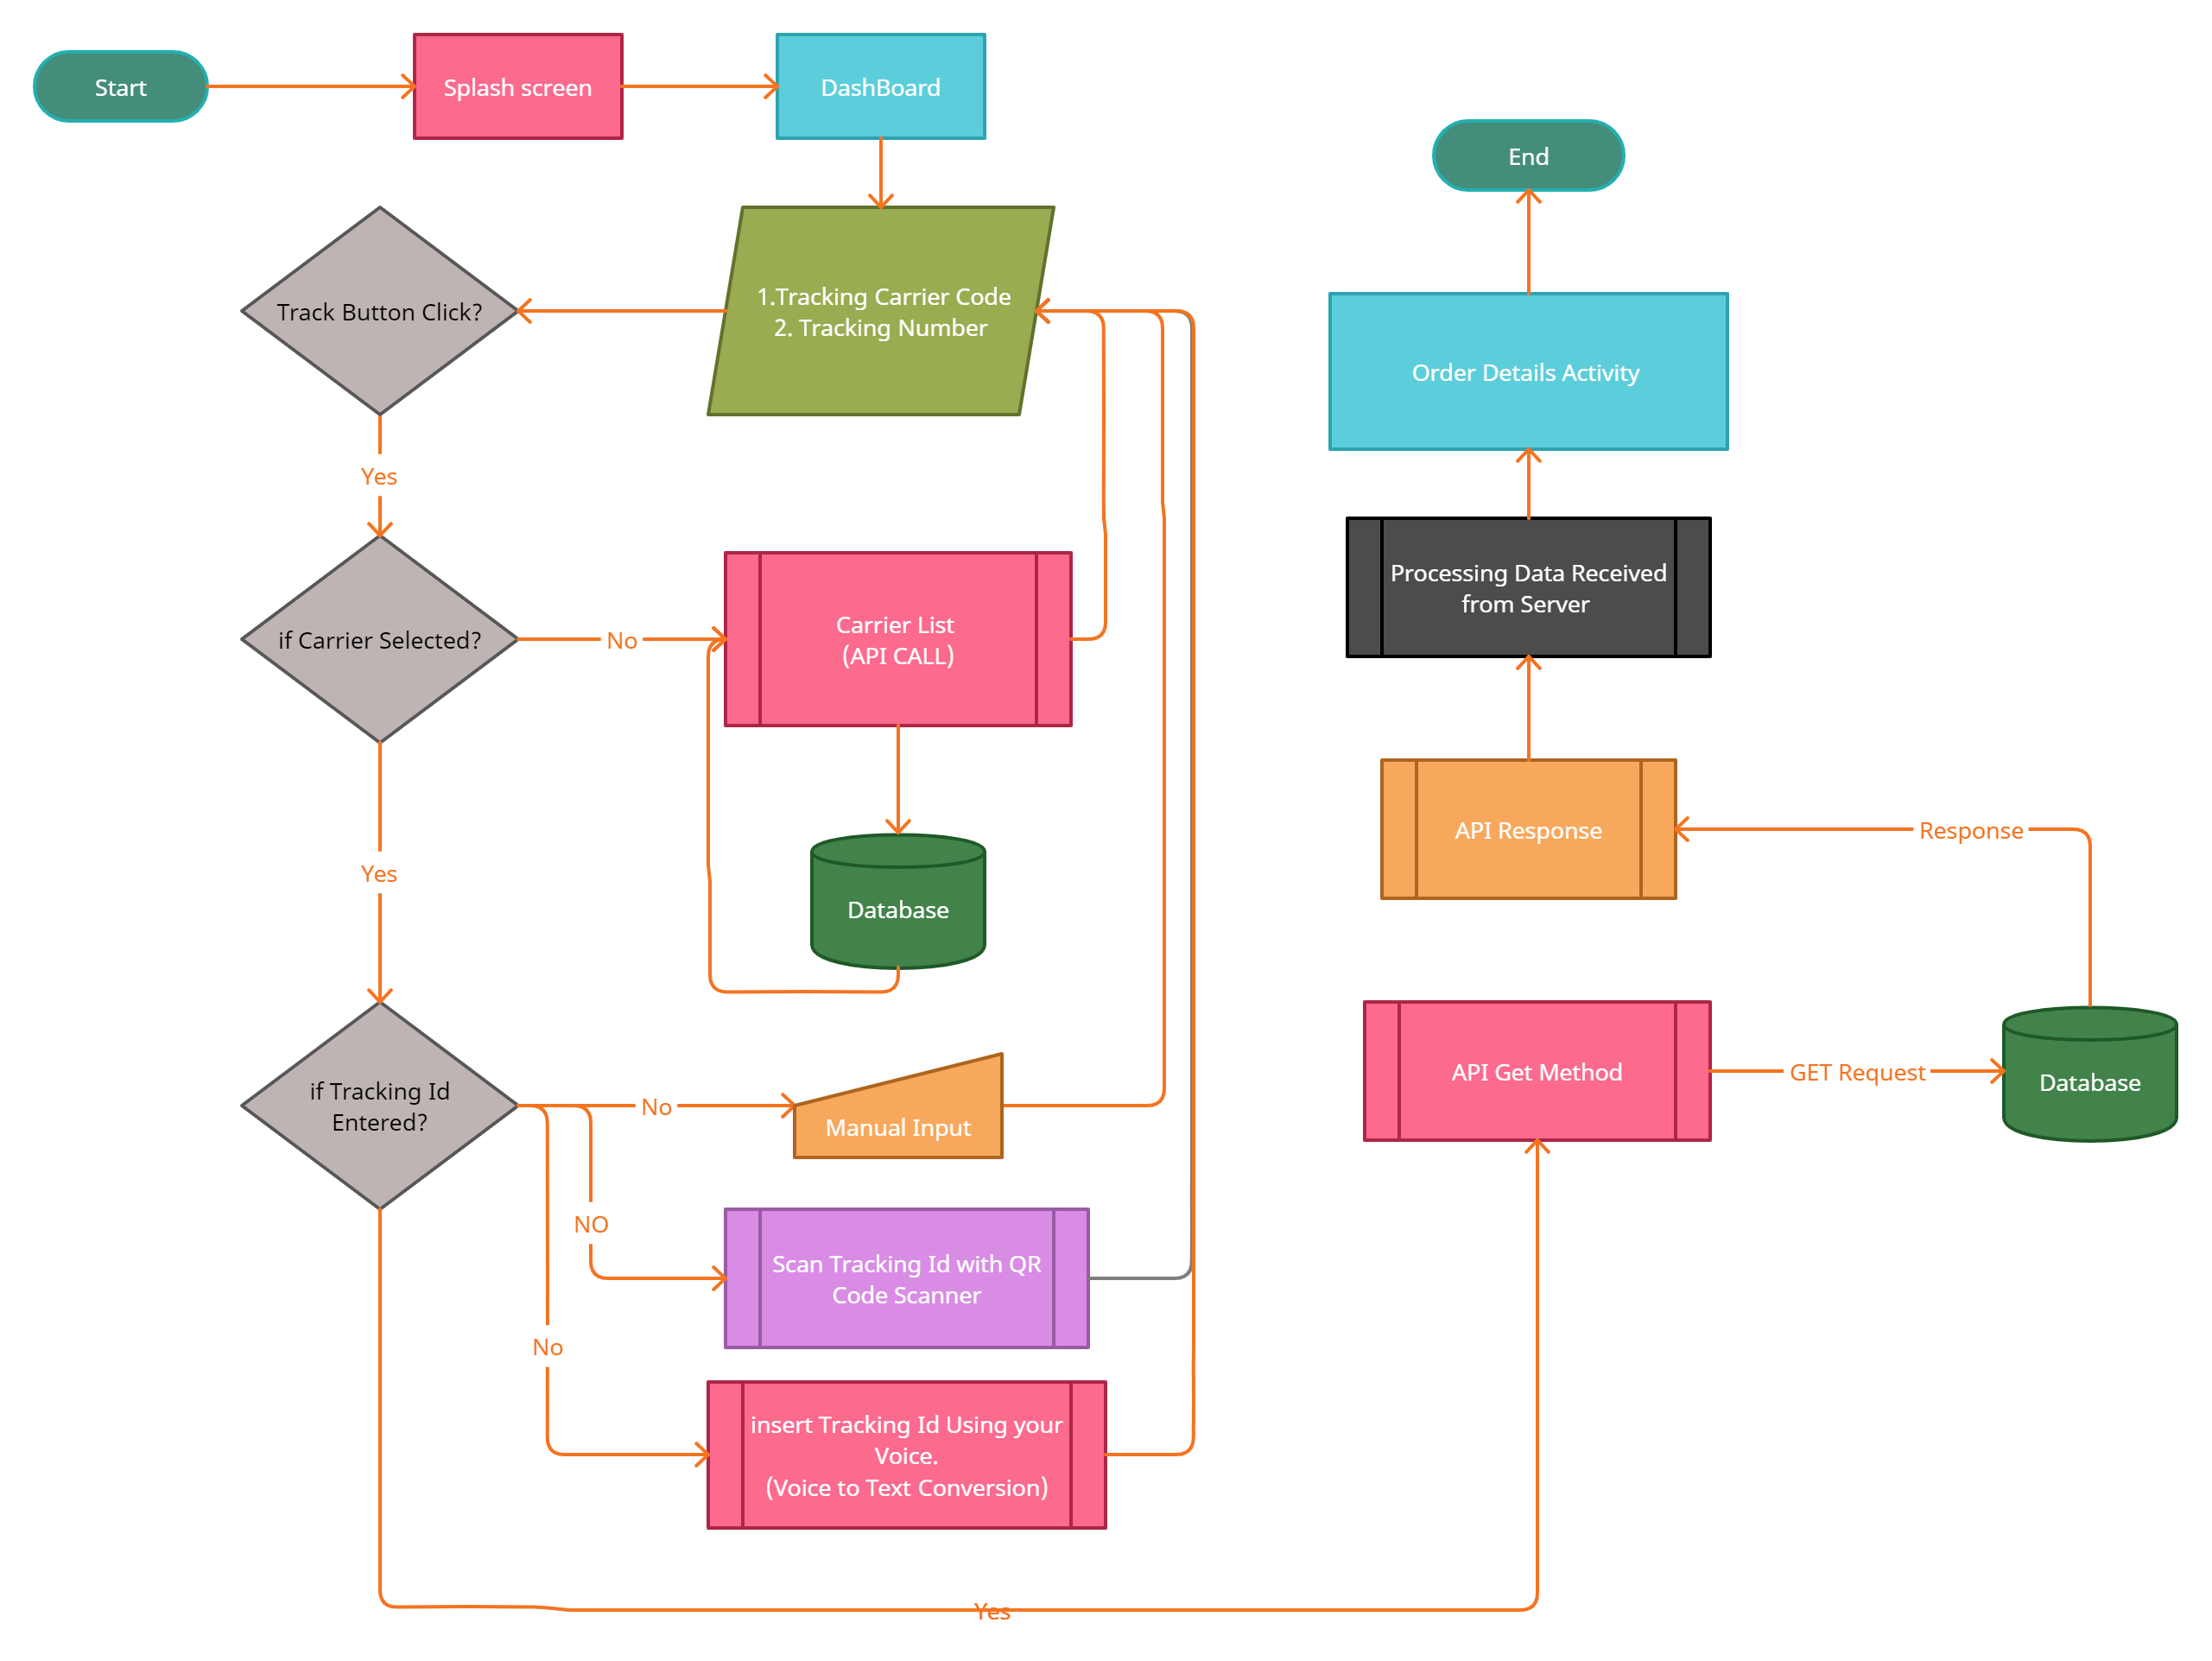 Start
Splash screen
DashBoard
End
Track Button Click?
1.Tracking Carrier Code
2. Tracking Number
Order Details Activity
Yes
Processing Data Received
from Server
if Carrier Selected?
No
Carrier List
(API CALL)
API Response
Response
Yes
Database
API Get Method
GET Request
Database
if Tracking Id
Entered?
No
Manual Input
NO
Scan Tracking Id with QR
Code Scanner
No
insert Tracking Id Using your
Voice.
(Voice to Text Conversion)
Yes